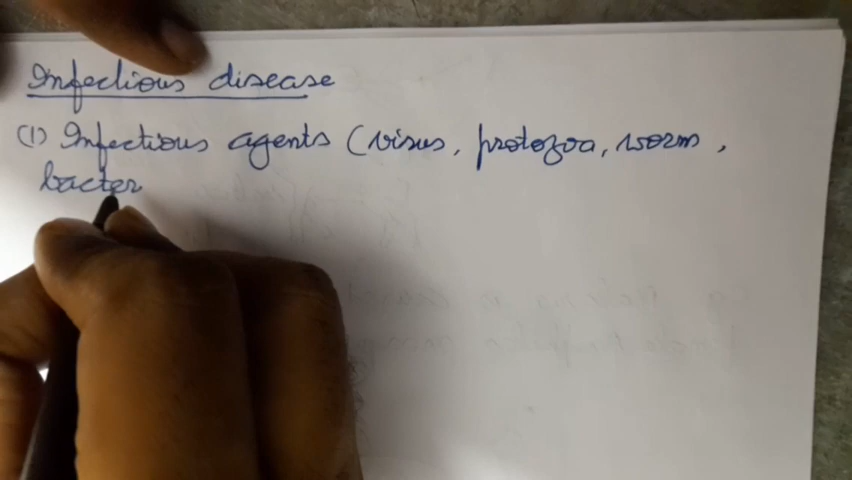 Infectious disease
(1) Infectious agents (virus, protozoa, worm,
bacter